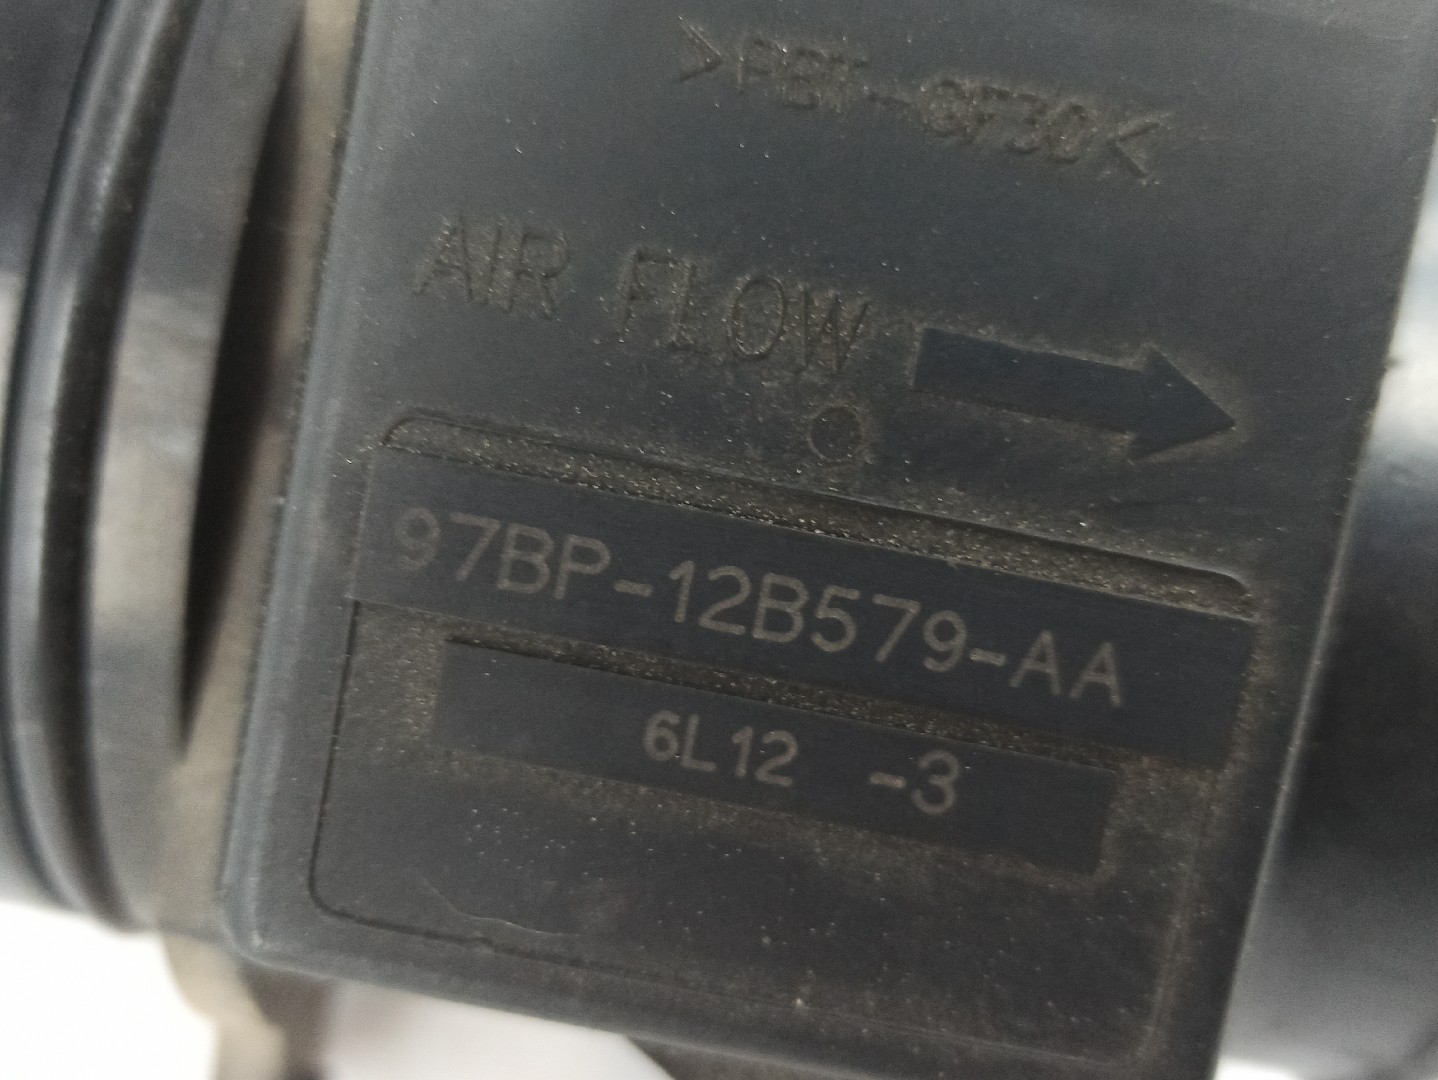 >PBT-GF30<
AIR FLOW
97BP-12B579-AA
6L12 -3